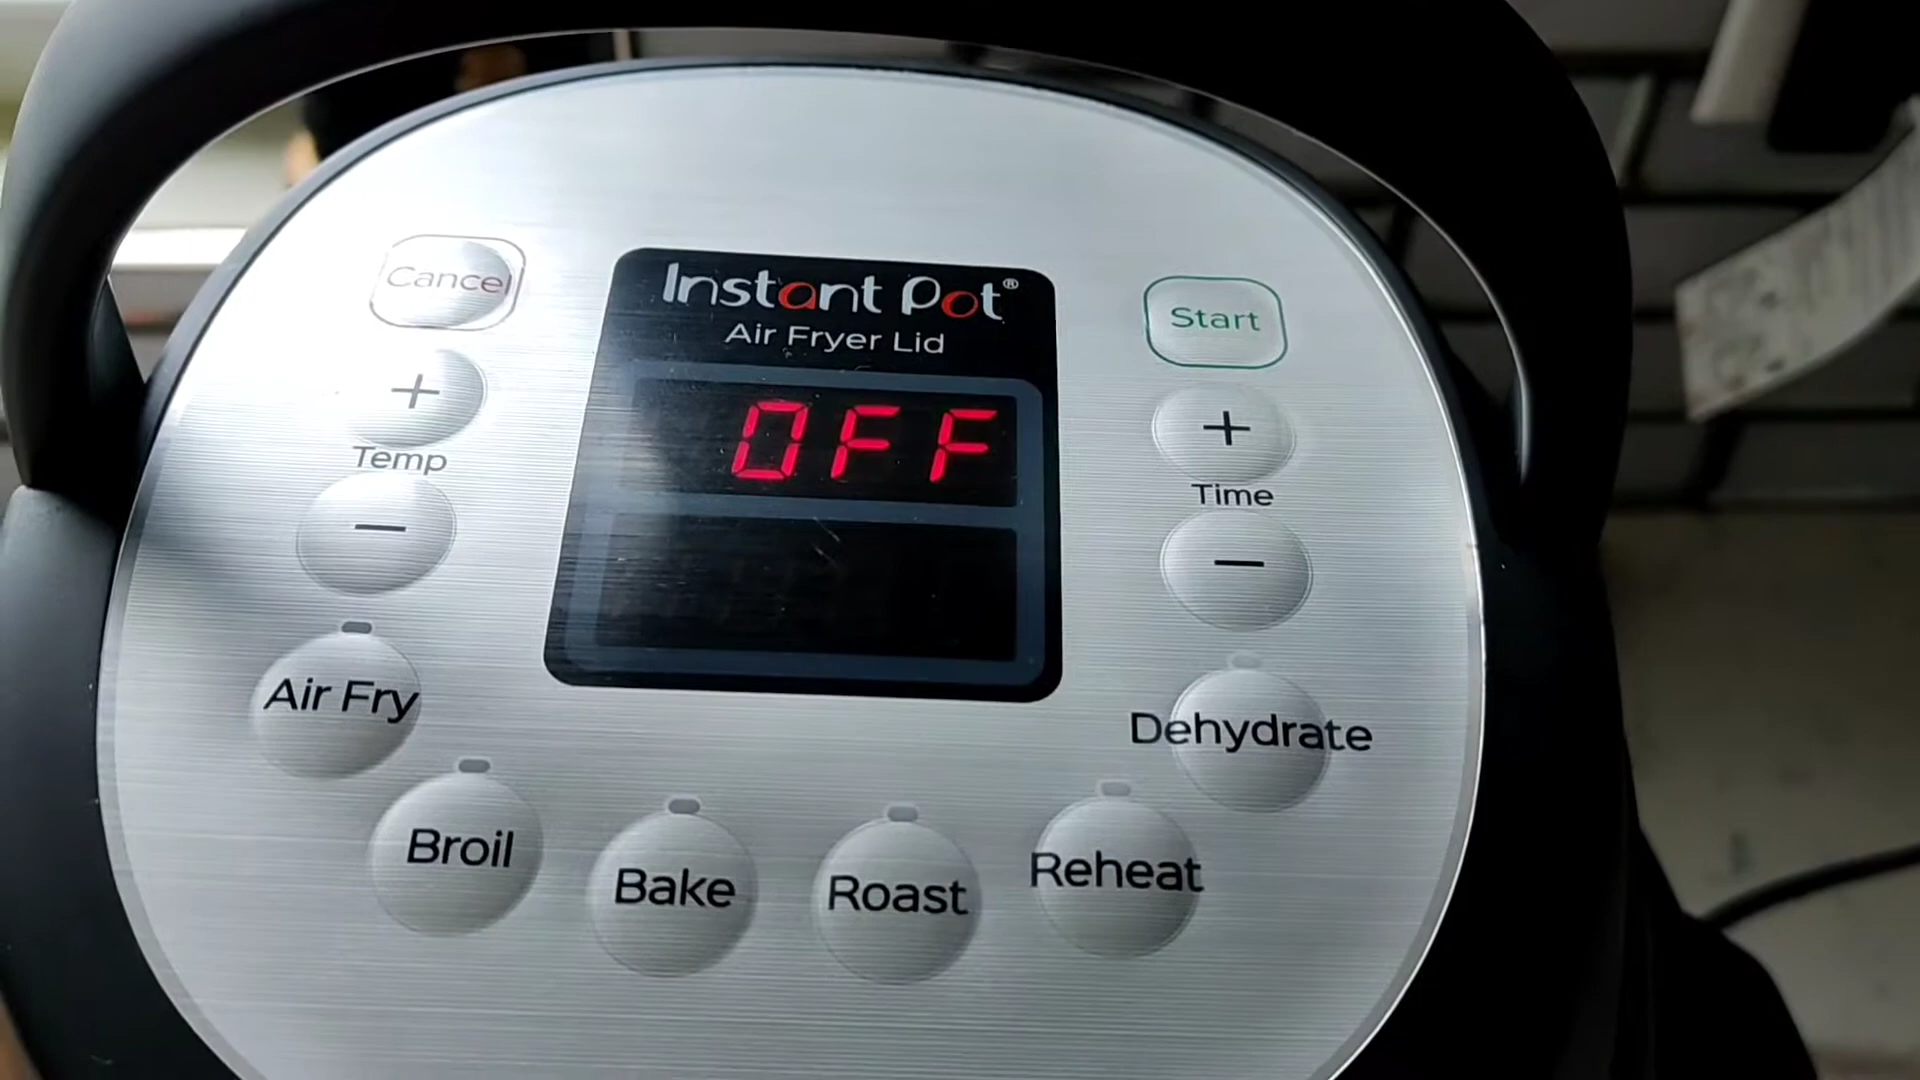 Instant Pot®
Air Fryer Lid
OFF
Cancel
+
Temp
−
Start
+
Time
−
Air Fry
Broil
Bake
Roast
Reheat
Dehydrate